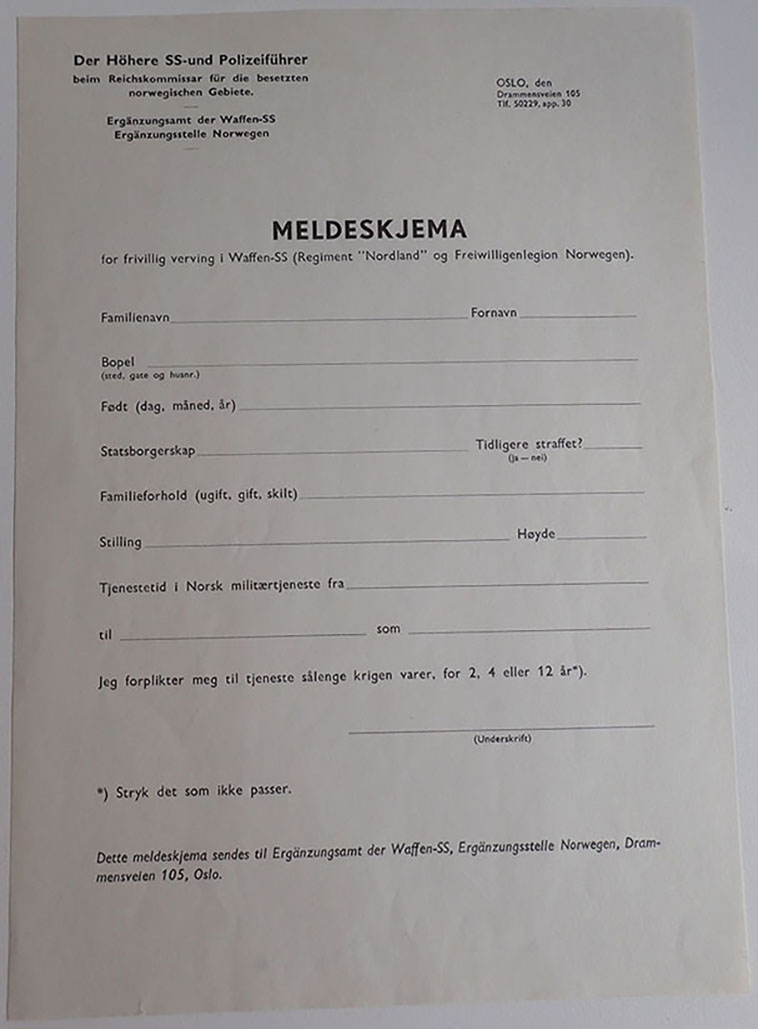 Der Höhere SS-und Polizeiführer
beim Reichskommissar für die besetzten
norwegischen Gebiete.
Ergänzungsamt der Waffen-SS
Ergänzungsstelle Norwegen
OSLO, den
Drammensveien 105
Tlf. 50229, app. 30
MELDESKJEMA
for frivillig verving i Waffen-SS (Regiment "Nordland" og Freiwilligenlegion Norwegen).
Familienavn Fornavn
Bopel
(sted, gate og husnr.)
Født (dag, måned, år)
Statsborgerskap Tidligere straffet?
(ja — nei)
Familieforhold (ugift, gift, skilt)
Stilling Høyde
Tjenestetid i Norsk militærtjeneste fra
til som
Jeg forplikter meg til tjeneste sålenge krigen varer, for 2, 4 eller 12 år*).
(Underskrift)
*) Stryk det som ikke passer.
Dette meldeskjema sendes til Ergänzungsamt der Waffen-SS, Ergänzungsstelle Norwegen, Dram-
mensveien 105, Oslo.